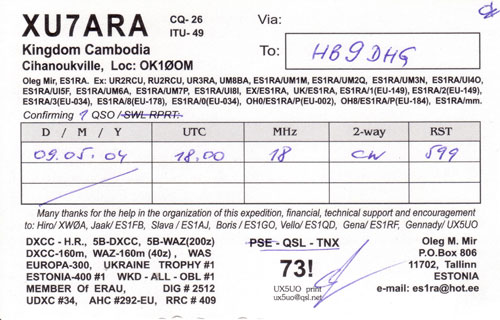 XU7ARA
CQ- 26
ITU- 49
Kingdom Cambodia
Cihanoukville, Loc: OK1ØOM
Via:
To: HB9DHG
Oleg Mir, ES1RA. Ex: UR2RCU, RU2RCU, UR3RA, UM8BA, ES1RA/UM1M, ES1RA/UM2Q, ES1RA/UM3N, ES1RA/UI4O,
ES1RA/UI5F, ES1RA/UM6A, ES1RA/UM7P, ES1RA/UI8I, EX/ES1RA, UK/ES1RA, ES1RA/1(EU-149), ES1RA/2(EU-149),
ES1RA/3(EU-034), ES1RA/8(EU-178), ES1RA/0(EU-034), OH0/ES1RA/P(EU-002), OH8/ES1RA/P(EU-184), ES1RA/mm.
Confirming 1 QSO / SWL RPRT:
D / M / Y UTC MHz 2-way RST
09.05.04 18.00 18 CW 599
Many thanks for the help in the organization of this expedition, financial, technical support and encouragement
to: Hiro/ XWØA, Jaak/ ES1FB, Slava / ES1AJ, Boris / ES1GO, Vello/ ES1QD, Gena/ ES1RF, Gennady/ UX5UO
DXCC - H.R., 5B-DXCC, 5B-WAZ(200z)
DXCC-160m, WAZ-160m (40z) , WAS
EUROPA-300, UKRAINE TROPHY #1
ESTONIA-400 #1 WKD - ALL - OBL #1
MEMBER OF ERAU, DIG # 2512
UDXC #34, AHC #292-EU, RRC # 409
PSE - QSL - TNX
73!
UX5UO print
ux5uo@qsl.net
Oleg M. Mir
P.O.Box 806
11702, Tallinn
ESTONIA
e-mail: es1ra@hot.ee